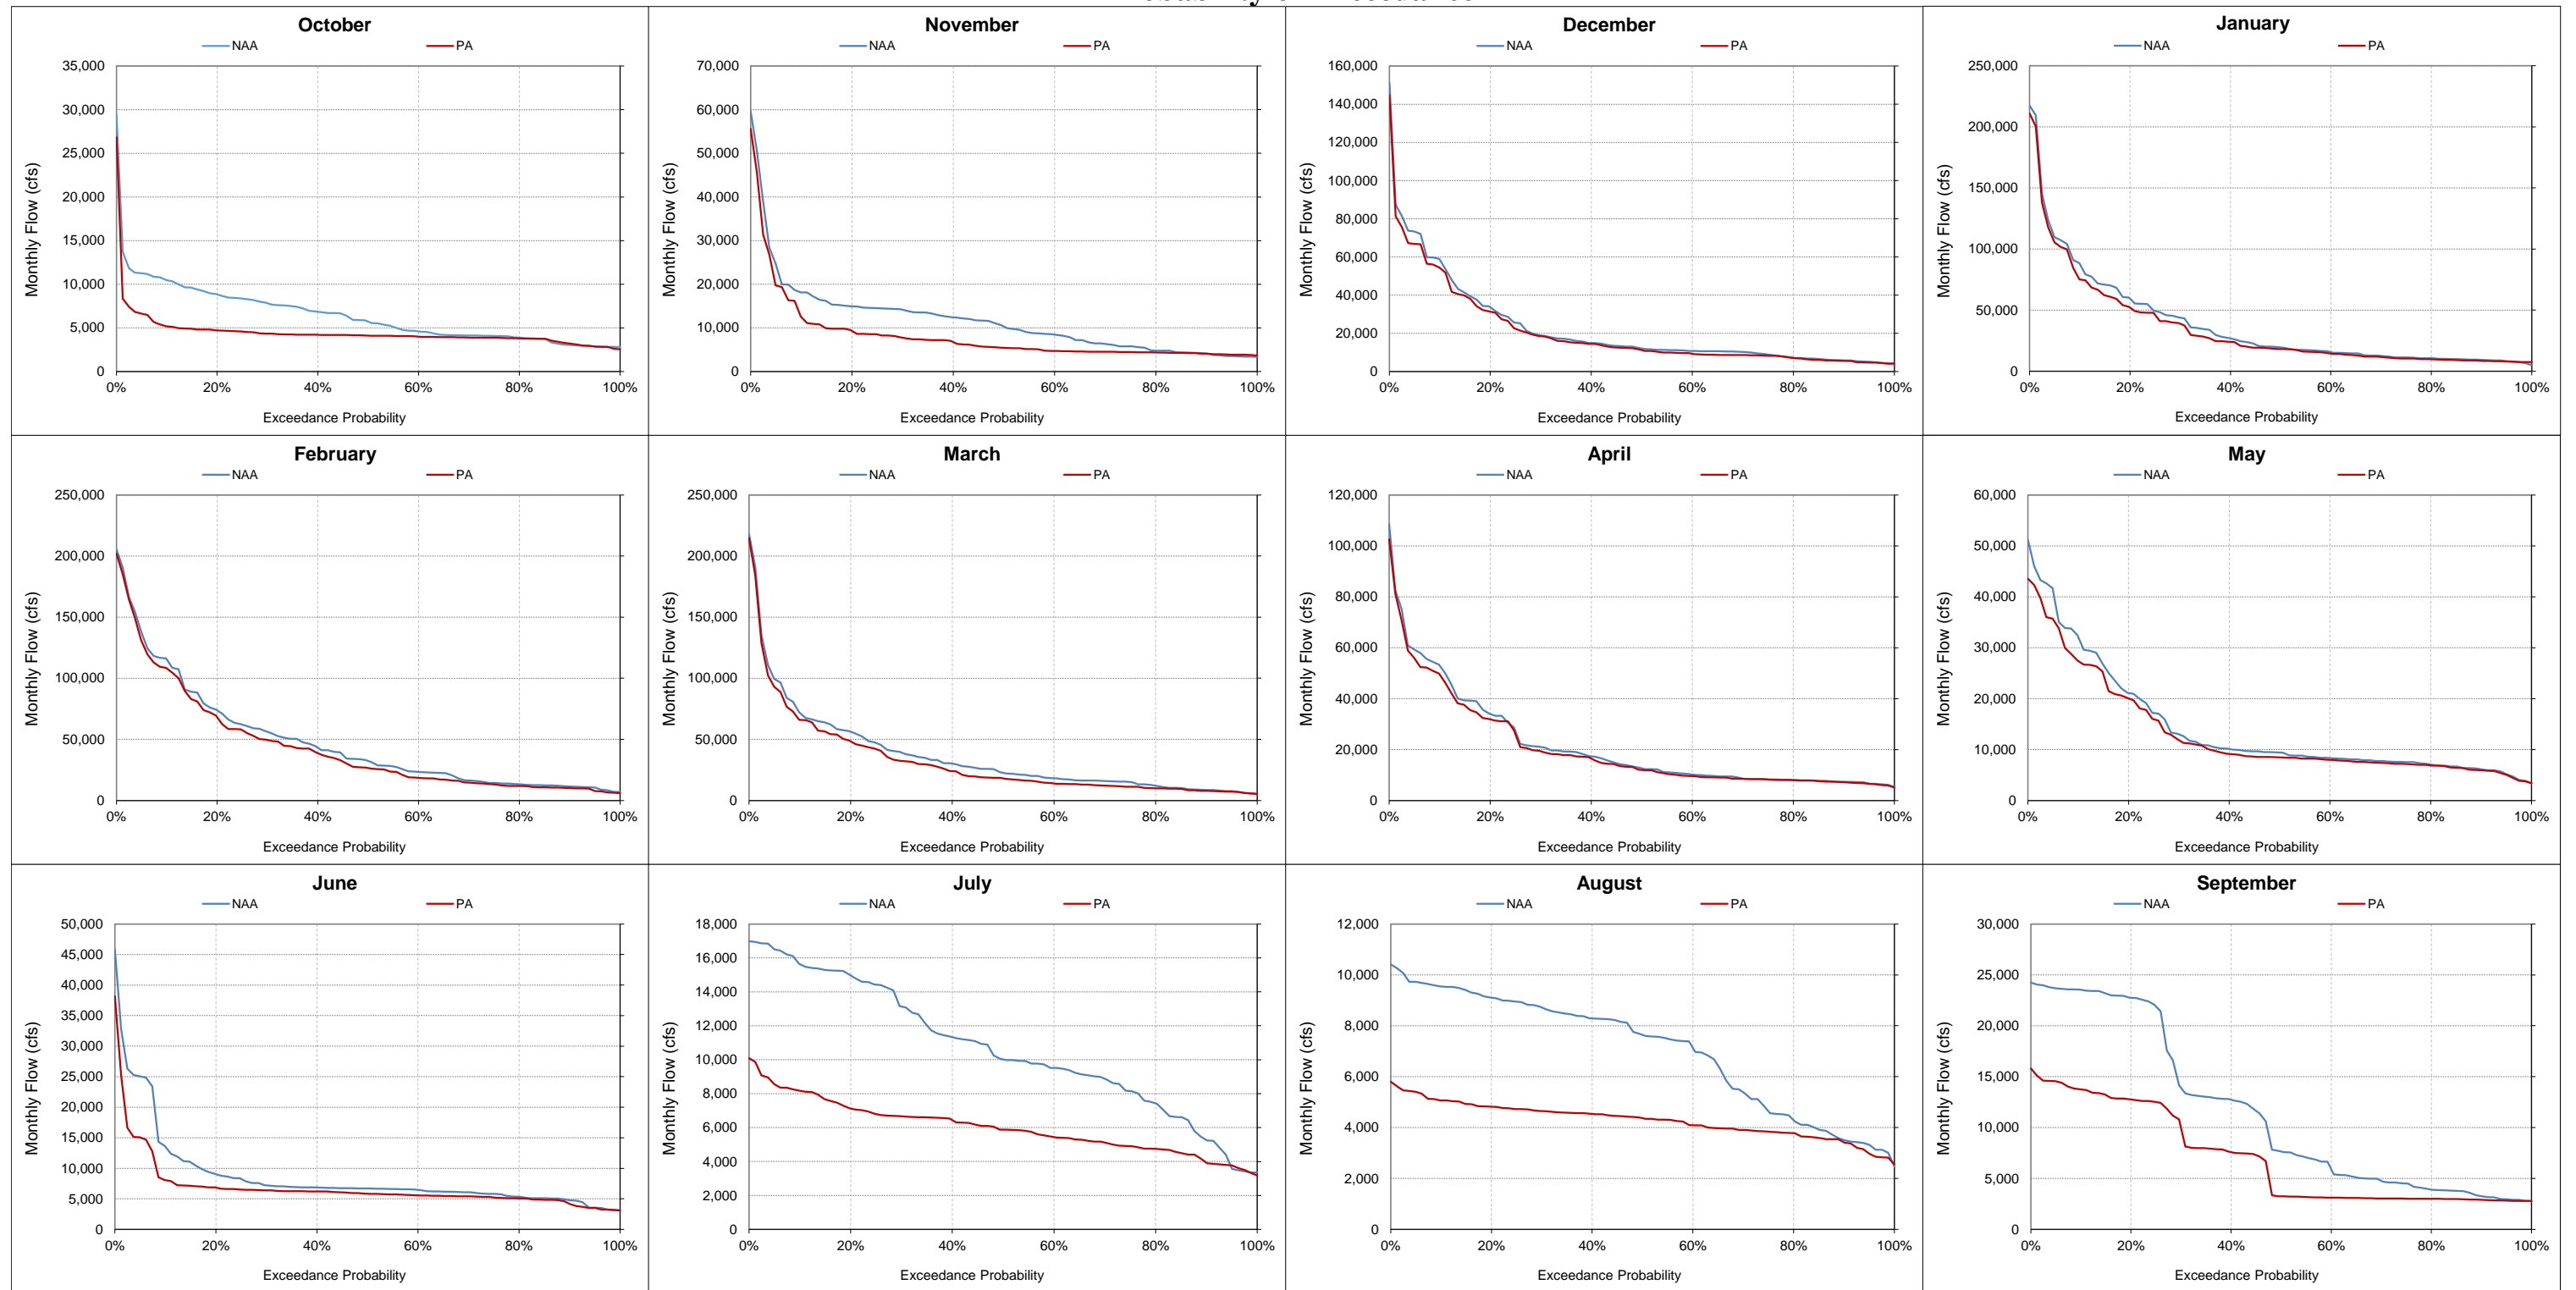 October
NAA PA
35,000
30,000
25,000
20,000
15,000
10,000
5,000
0
Monthly Flow (cfs)
0% 20% 40% 60% 80% 100%
Exceedance Probability
November
NAA PA
70,000
60,000
50,000
40,000
30,000
20,000
10,000
0
Monthly Flow (cfs)
0% 20% 40% 60% 80% 100%
Exceedance Probability
December
NAA PA
160,000
140,000
120,000
100,000
80,000
60,000
40,000
20,000
0
Monthly Flow (cfs)
0% 20% 40% 60% 80% 100%
Exceedance Probability
January
NAA PA
250,000
200,000
150,000
100,000
50,000
0
Monthly Flow (cfs)
0% 20% 40% 60% 80% 100%
Exceedance Probability
February
NAA PA
250,000
200,000
150,000
100,000
50,000
0
Monthly Flow (cfs)
0% 20% 40% 60% 80% 100%
Exceedance Probability
March
NAA PA
250,000
200,000
150,000
100,000
50,000
0
Monthly Flow (cfs)
0% 20% 40% 60% 80% 100%
Exceedance Probability
April
NAA PA
120,000
100,000
80,000
60,000
40,000
20,000
0
Monthly Flow (cfs)
0% 20% 40% 60% 80% 100%
Exceedance Probability
May
NAA PA
60,000
50,000
40,000
30,000
20,000
10,000
0
Monthly Flow (cfs)
0% 20% 40% 60% 80% 100%
Exceedance Probability
June
NAA PA
50,000
45,000
40,000
35,000
30,000
25,000
20,000
15,000
10,000
5,000
0
Monthly Flow (cfs)
0% 20% 40% 60% 80% 100%
Exceedance Probability
July
NAA PA
18,000
16,000
14,000
12,000
10,000
8,000
6,000
4,000
2,000
0
Monthly Flow (cfs)
0% 20% 40% 60% 80% 100%
Exceedance Probability
August
NAA PA
12,000
10,000
8,000
6,000
4,000
2,000
0
Monthly Flow (cfs)
0% 20% 40% 60% 80% 100%
Exceedance Probability
September
NAA PA
30,000
25,000
20,000
15,000
10,000
5,000
0
Monthly Flow (cfs)
0% 20% 40% 60% 80% 100%
Exceedance Probability